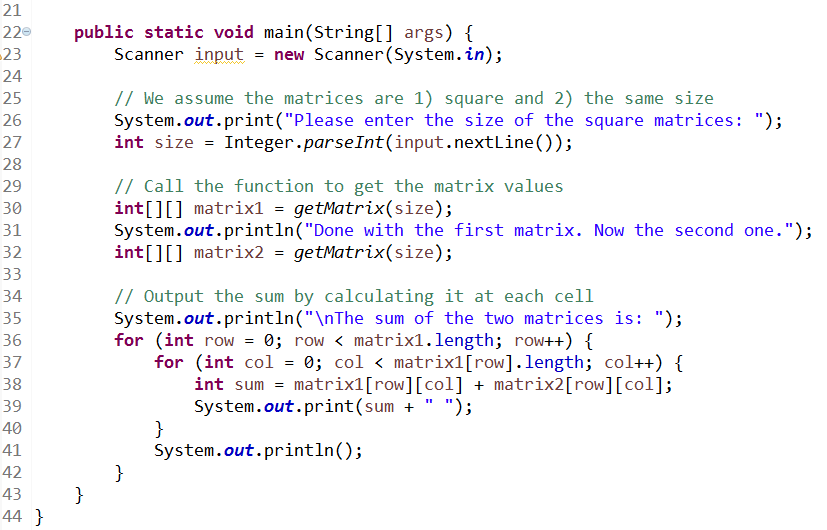 21
22    public static void main(String[] args) {
23        Scanner input = new Scanner(System.in);
24
25        // We assume the matrices are 1) square and 2) the same size
26        System.out.print("Please enter the size of the square matrices: ");
27        int size = Integer.parseInt(input.nextLine());
28
29        // Call the function to get the matrix values
30        int[][] matrix1 = getMatrix(size);
31        System.out.println("Done with the first matrix. Now the second one.");
32        int[][] matrix2 = getMatrix(size);
33
34        // Output the sum by calculating it at each cell
35        System.out.println("\nThe sum of the two matrices is: ");
36        for (int row = 0; row < matrix1.length; row++) {
37            for (int col = 0; col < matrix1[row].length; col++) {
38                int sum = matrix1[row][col] + matrix2[row][col];
39                System.out.print(sum + " ");
40            }
41            System.out.println();
42        }
43    }
44 }